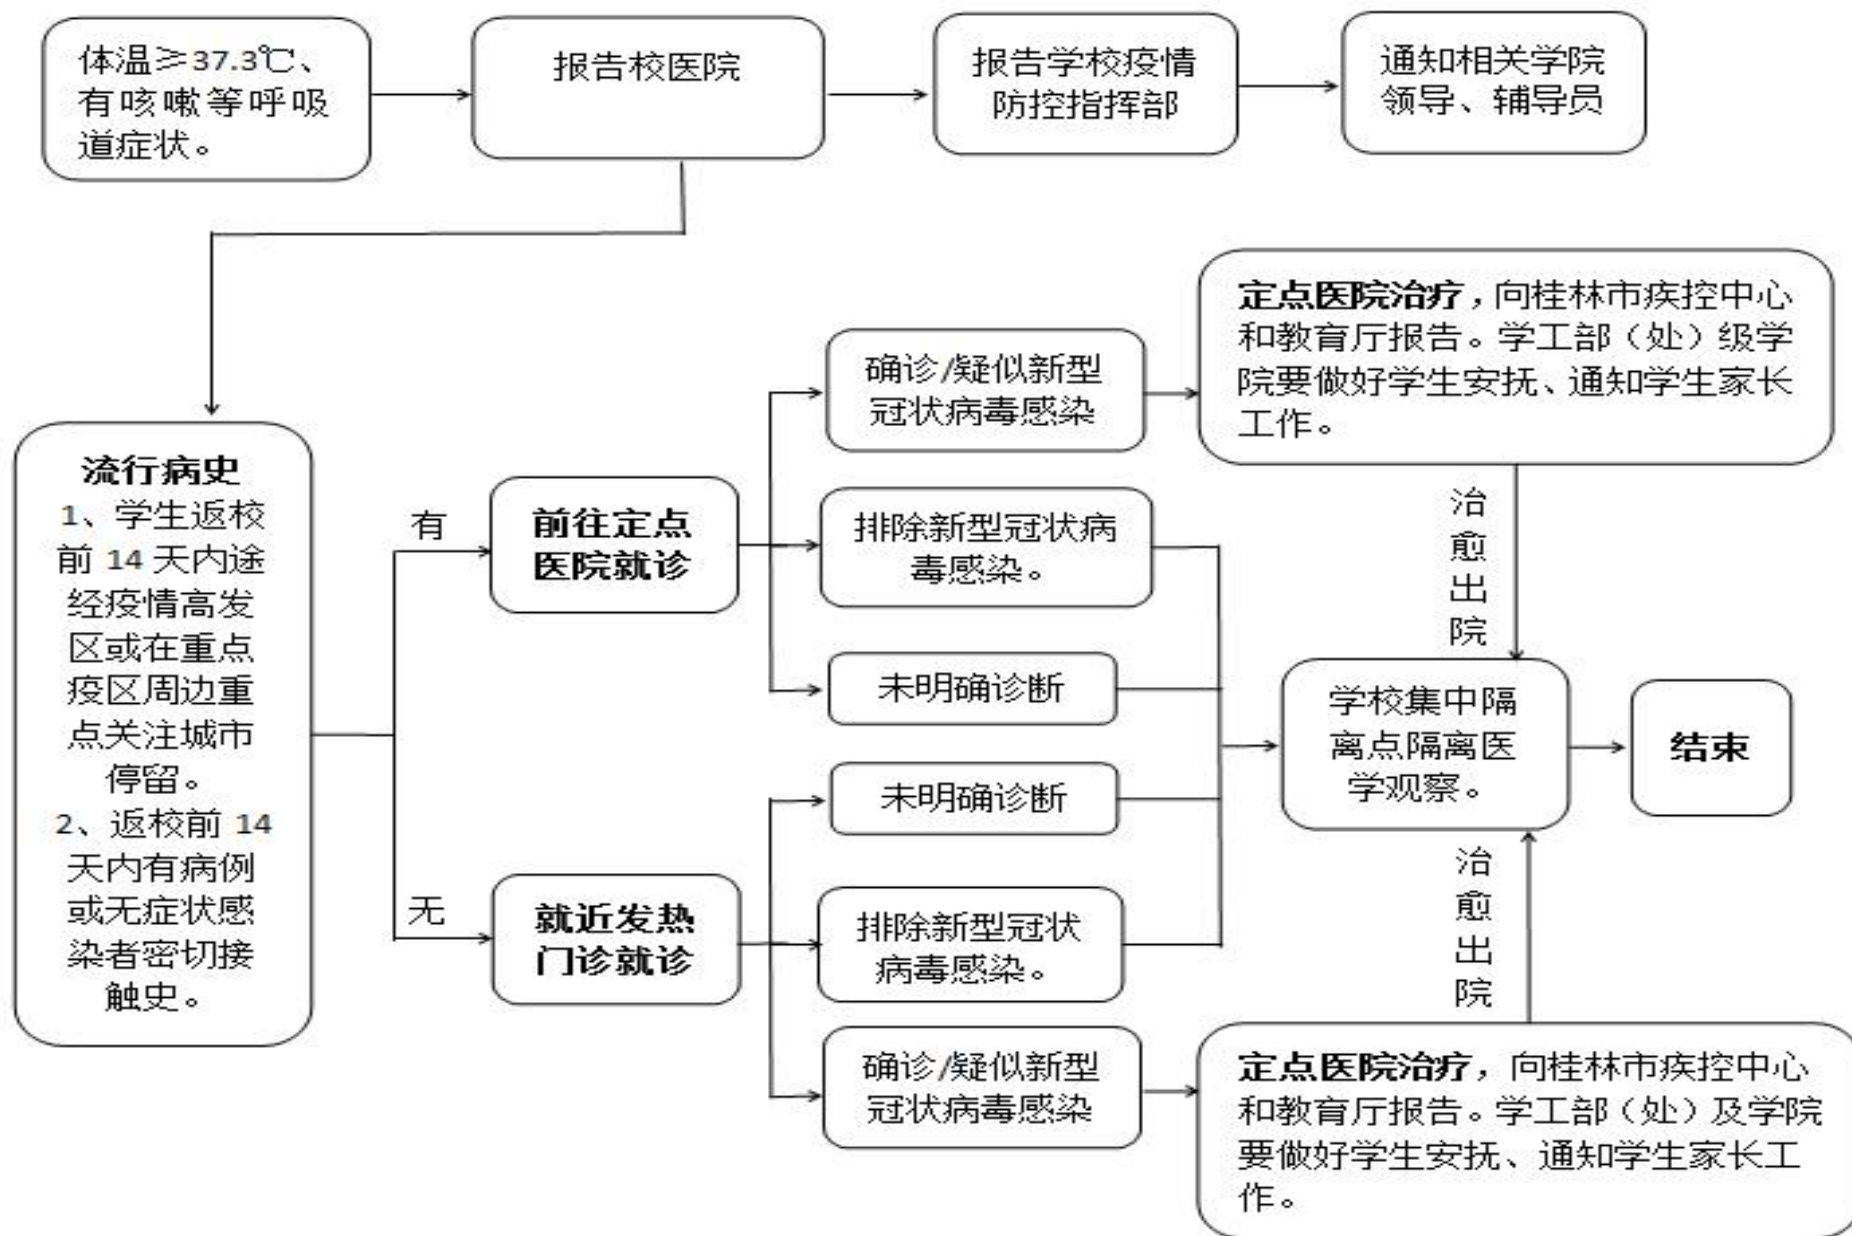 体温≥37.3℃、
有咳嗽等呼吸
道症状。
报告校医院
报告学校疫情
防控指挥部
通知相关学院
领导、辅导员
流行病史
1、学生返校
前 14 天内途
经疫情高发
区或在重点
疫区周边重
点关注城市
停留。
2、返校前 14
天内有病例
或无症状感
染者密切接
触史。
有
前往定点
医院就诊
确诊/疑似新型
冠状病毒感染
定点医院治疗，向桂林市疾控中心
和教育厅报告。学工部（处）级学
院要做好学生安抚、通知学生家长
工作。
排除新型冠状病
毒感染。
未明确诊断
治
愈
出
院
无
就近发热
门诊就诊
未明确诊断
排除新型冠状
病毒感染。
确诊/疑似新型
冠状病毒感染
定点医院治疗，向桂林市疾控中心
和教育厅报告。学工部（处）及学院
要做好学生安抚、通知学生家长工
作。
治
愈
出
院
学校集中隔
离点隔离医
学观察。
结束